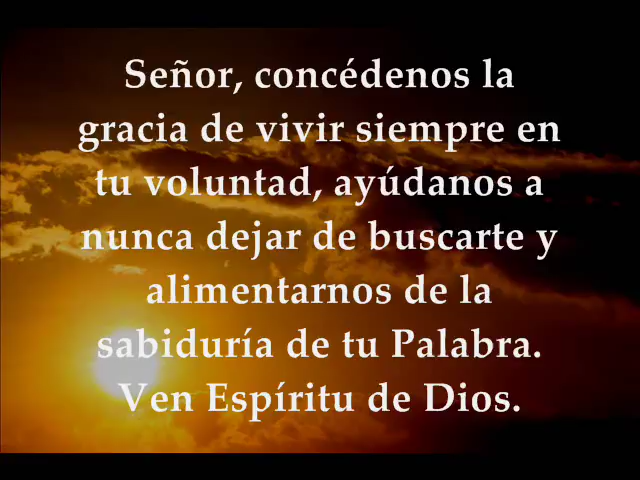 Señor, concédenos la
gracia de vivir siempre en
tu voluntad, ayúdanos a
nunca dejar de buscarte y
alimentarnos de la
sabiduría de tu Palabra.
Ven Espíritu de Dios.